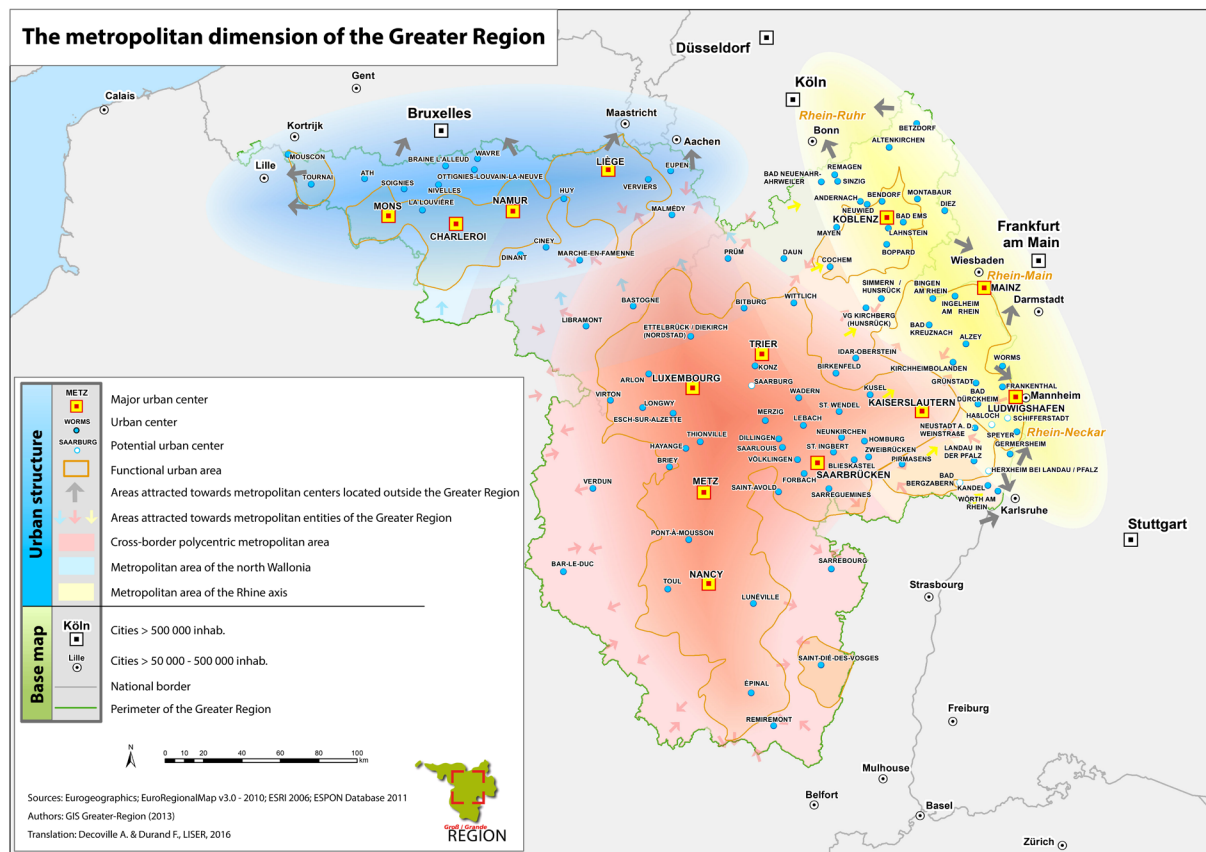 The metropolitan dimension of the Greater Region
Düsseldorf
Köln
Gent
Calais
Bruxelles
Maastricht
Rhein-Ruhr
Bonn
BETZDORF
ALTENKIRCHEN
Kortrijk
Aachen
Lille
MOUSCON
TOURNAI
ATH
BRAINE L'ALLEUD
WAVRE
OTTIGNIES-LOUVAIN-LA-NEUVE
SOIGNIES
NIVELLES
LA LOUVIÈRE
MONS
CHARLEROI
NAMUR
HUY
LIÈGE
VERVIERS
EUPEN
MALMÉDY
CINEY
DINANT
MARCHE-EN-FAMENNE
REMAGEN
BAD NEUENAHR-
AHRWEILER
SINZIG
ANDERNACH
BENDORF
MONTABAUR
NEUWIED
DIEZ
KOBLENZ
BAD EMS
MAYEN
LAHNSTEIN
BOPPARD
Frankfurt
am Main
Wiesbaden
Rhein-Main
MAINZ
Darmstadt
PRÜM
DAUN
COCHEM
SIMMERN /
HUNSRÜCK
BINGEN
AM RHEIN
INGELHEIM
AM RHEIN
VG KIRCHBERG
(HUNSRÜCK)
BAD
KREUZNACH
ALZEY
BASTOGNE
BITBURG
WITTLICH
LIBRAMONT
ETTELBRÜCK / DIEKIRCH
(NORDSTAD)
TRIER
KONZ
SAARBURG
IDAR-OBERSTEIN
BIRKENFELD
KIRCHHEIMBOLANDEN
WORMS
GRÜNSTADT
FRANKENTHAL
Mannheim
BAD
DÜRCKHEIM
LUDWIGSHAFEN
ARLON
LUXEMBOURG
VIRTON
LONGWY
ESCH-SUR-ALZETTE
WADERN
KUSEL
KAISERSLAUTERN
HAßLOCH
SCHIFFERSTADT
NEUSTADT A. D.
WEINSTRAßE
SPEYER
Rhein-Neckar
GERMERSHEIM
MERZIG
ST. WENDEL
LEBACH
THIONVILLE
DILLINGEN
NEUNKIRCHEN
HAYANGE
SAARLOUIS
ST. INGBERT
HOMBURG
LANDAU IN
DER PFALZ
BRIEY
VÖLKLINGEN
ZWEIBRÜCKEN
BLIESKASTEL
PIRMASENS
SAARBRÜCKEN
HERXHEIM BEI LANDAU / PFALZ
FORBACH
BAD
BERGZABERN
KANDEL
VERDUN
METZ
SAINT-AVOLD
SARREGUEMINES
WÖRTH AM
RHEIN
Karlsruhe
Stuttgart
PONT-À-MOUSSON
BAR-LE-DUC
SARREBOURG
NANCY
TOUL
LUNÉVILLE
Strasbourg
SAINT-DIÉ-DES-VOSGES
ÉPINAL
REMIREMONT
Freiburg
Mulhouse
Belfort
Basel
Zürich
Urban structure
METZ
Major urban center
WORMS
Urban center
SAARBURG
Potential urban center
Functional urban area
Areas attracted towards metropolitan centers located outside the Greater Region
Areas attracted towards metropolitan entities of the Greater Region
Cross-border polycentric metropolitan area
Metropolitan area of the north Wallonia
Metropolitan area of the Rhine axis
Base map
Köln
Cities > 500 000 inhab.
Lille
Cities > 50 000 - 500 000 inhab.
National border
Perimeter of the Greater Region
N
0 10 20 40 60 80 100
km
Sources: Eurogeographics; EuroRegionalMap v3.0 - 2010; ESRI 2006; ESPON Database 2011
Authors: GIS Greater-Region (2013)
Translation: Decoville A. & Durand F., LISER, 2016
Groß / Grande
REGION